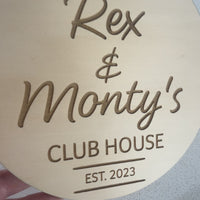 Rex
&
Monty's
CLUB HOUSE
EST. 2023